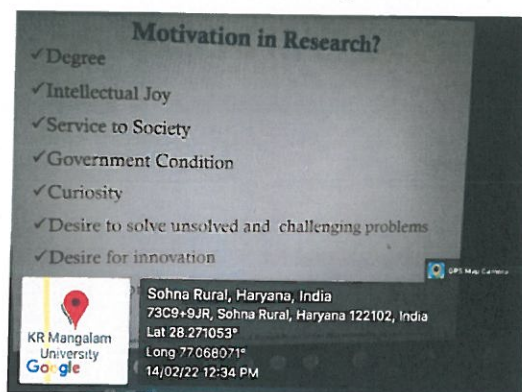 Motivation in Research?
✓Degree
✓Intellectual Joy
✓Service to Society
✓Government Condition
✓Curiosity
✓Desire to solve unsolved and challenging problems
✓Desire for innovation
GPS Map Camera
KR Mangalam
University
Google
Sohna Rural, Haryana, India
73C9+9JR, Sohna Rural, Haryana 122102, India
Lat 28.271053°
Long 77.068071°
14/02/22 12:34 PM